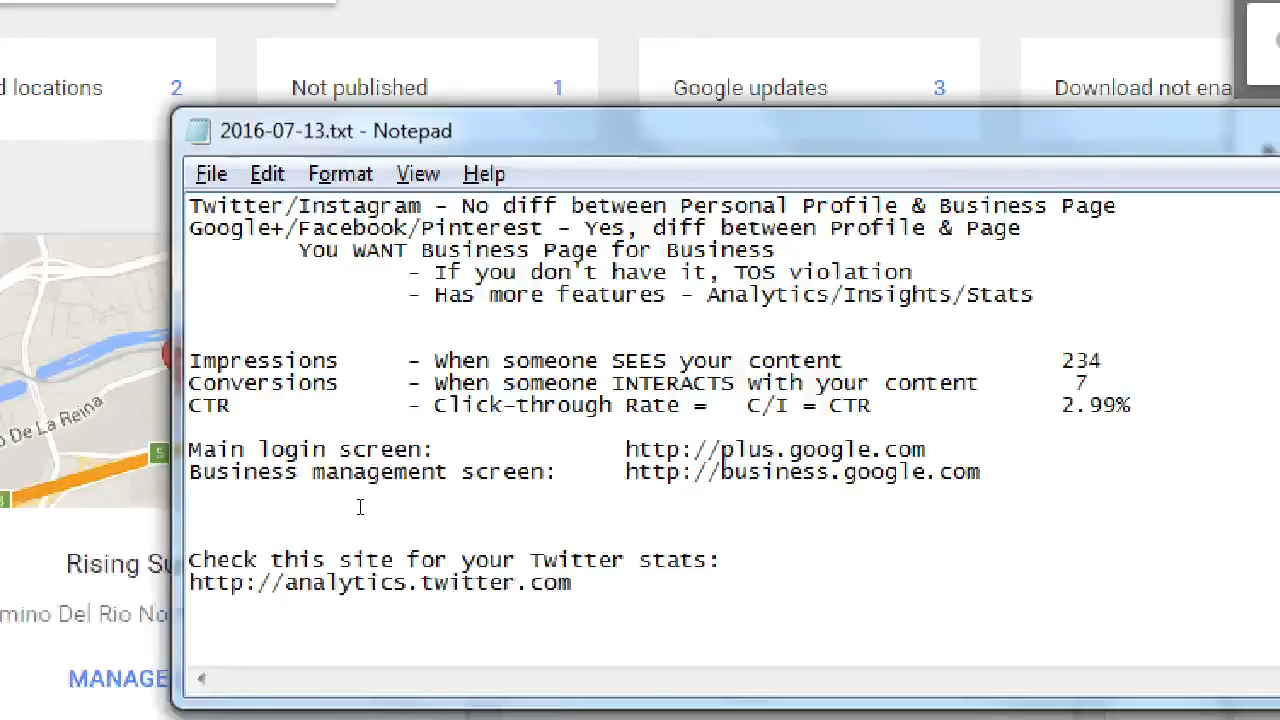 d locations 2 Not published 1 Google updates 3 Download not ena
2016-07-13.txt - Notepad
File Edit Format View Help
Twitter/Instagram - No diff between Personal Profile & Business Page
Google+/Facebook/Pinterest - Yes, diff between Profile & Page
You WANT Business Page for Business
- If you don't have it, TOS violation
- Has more features - Analytics/Insights/Stats
Impressions - When someone SEES your content 234
Conversions - When someone INTERACTS with your content 7
CTR - Click-through Rate = C/I = CTR 2.99%
Main login screen: http://plus.google.com
Business management screen: http://business.google.com
Check this site for your Twitter stats:
http://analytics.twitter.com
o De La Reina
5
Rising Su
mino Del Rio No
MANAGE